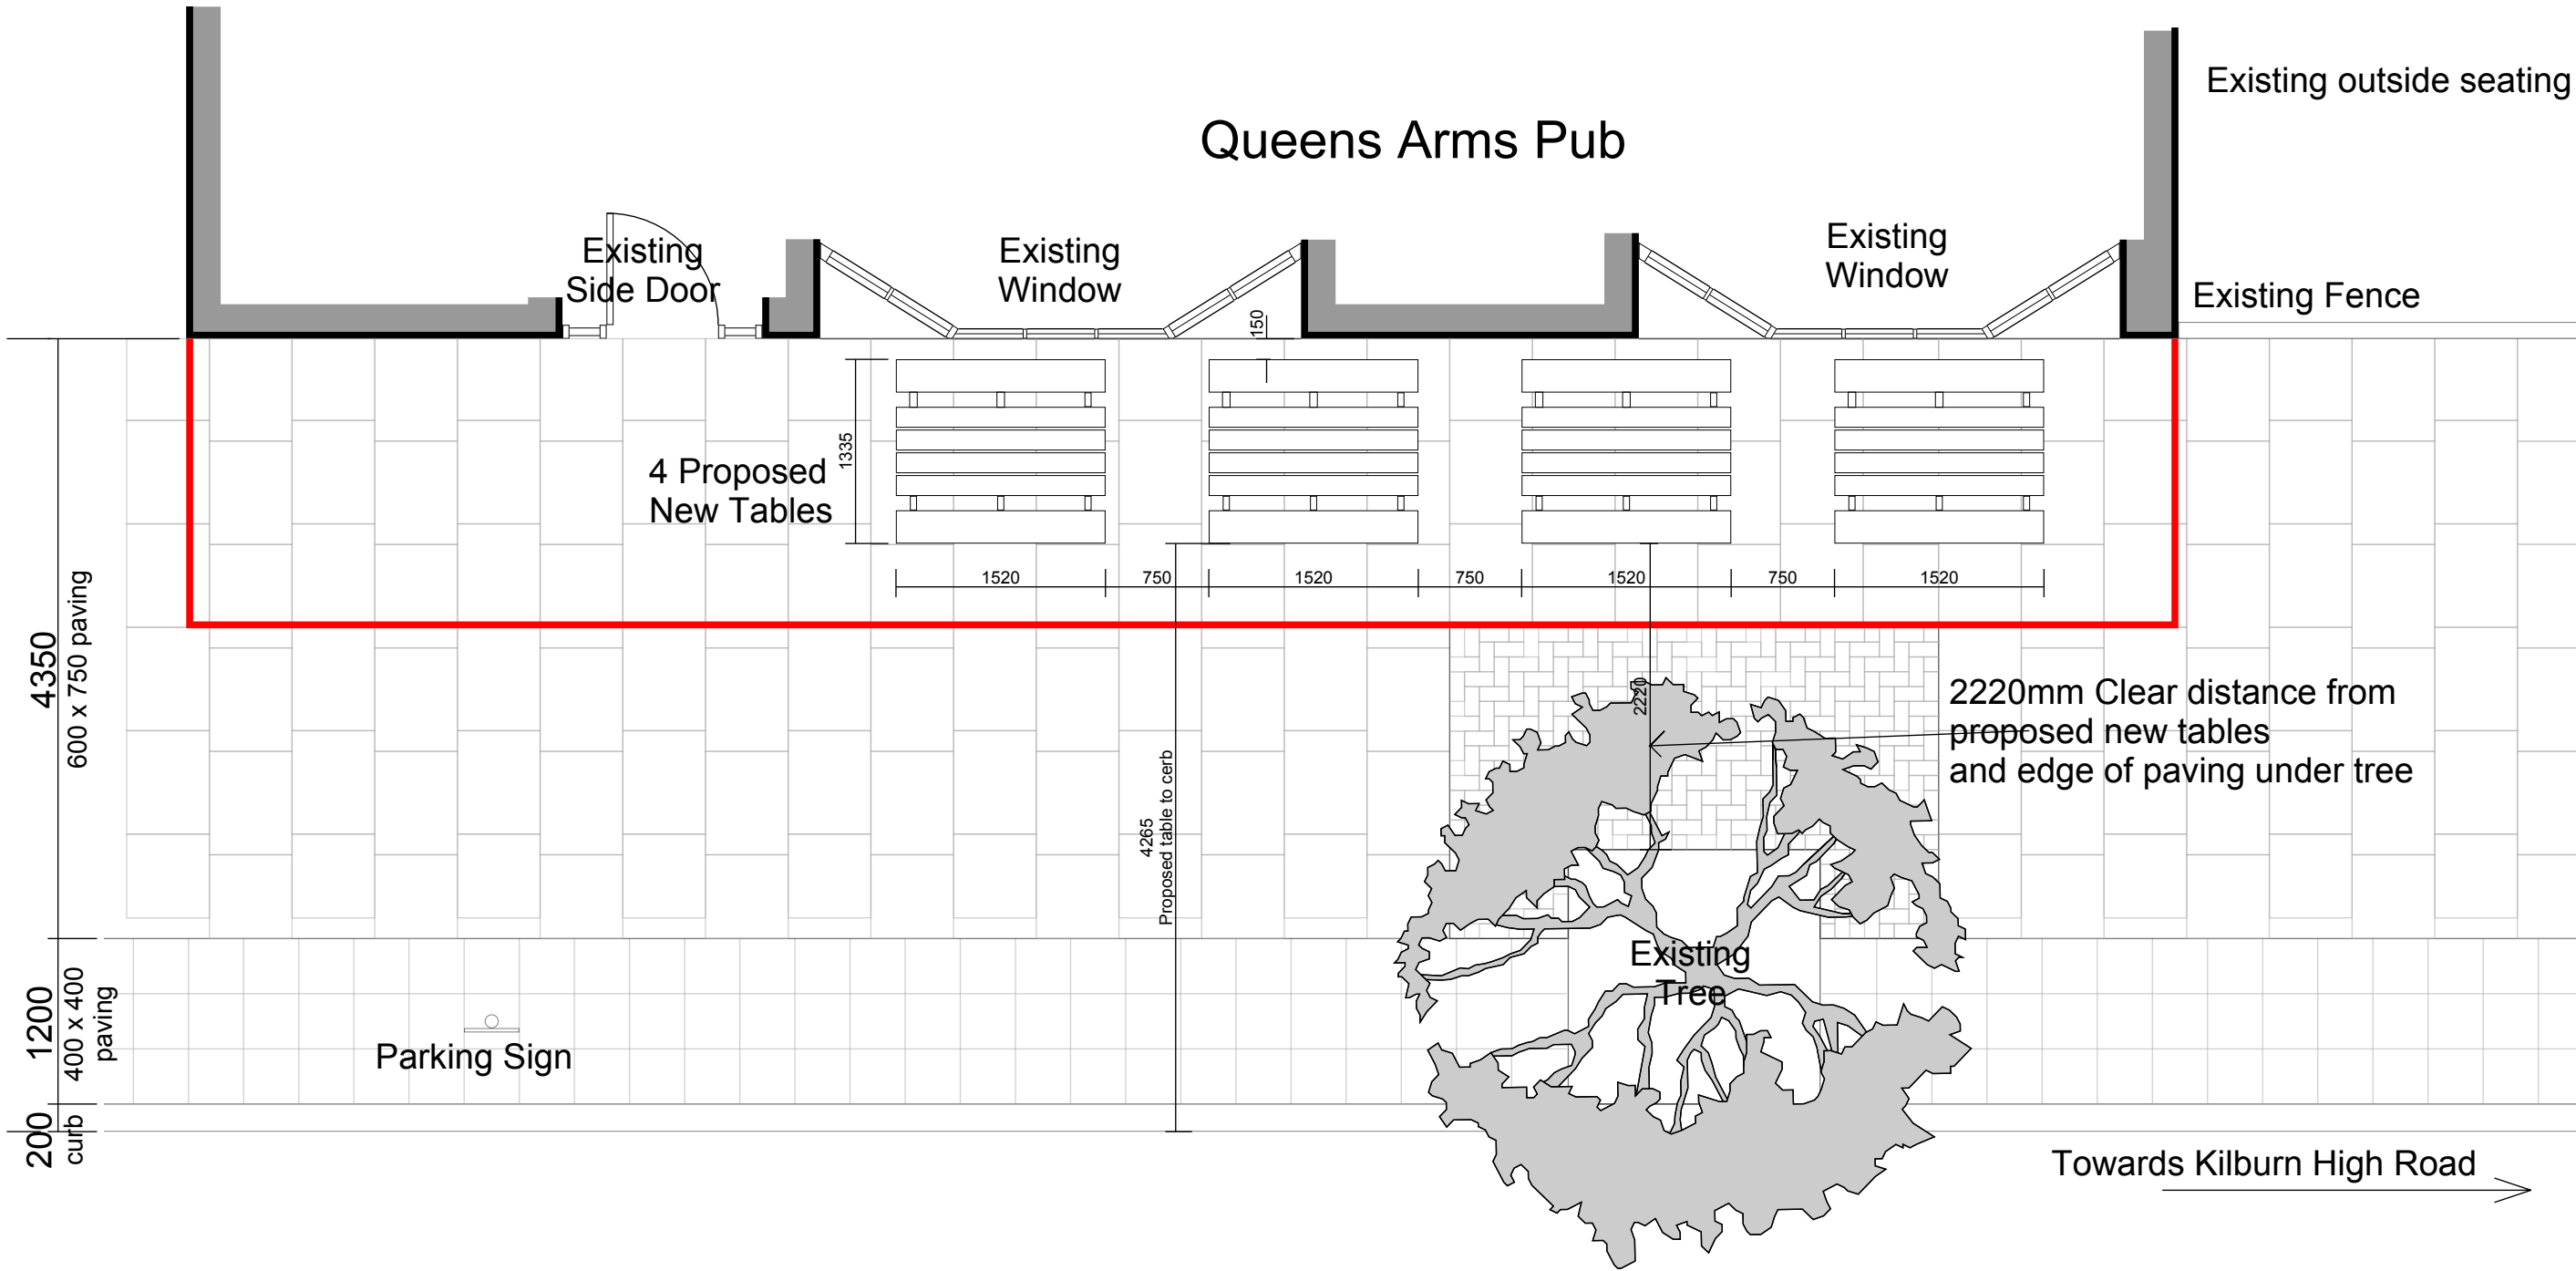 Existing outside seating
Queens Arms Pub
Existing
Side Door
Existing
Window
Existing
Window
Existing Fence
150
1335
4 Proposed
New Tables
1520
750
1520
750
1520
750
1520
4350
600 x 750 paving
2220
2220mm Clear distance from
proposed new tables
and edge of paving under tree
4265
Proposed table to cerb
Existing
Tree
1200
400 x 400
paving
Parking Sign
200
curb
Towards Kilburn High Road